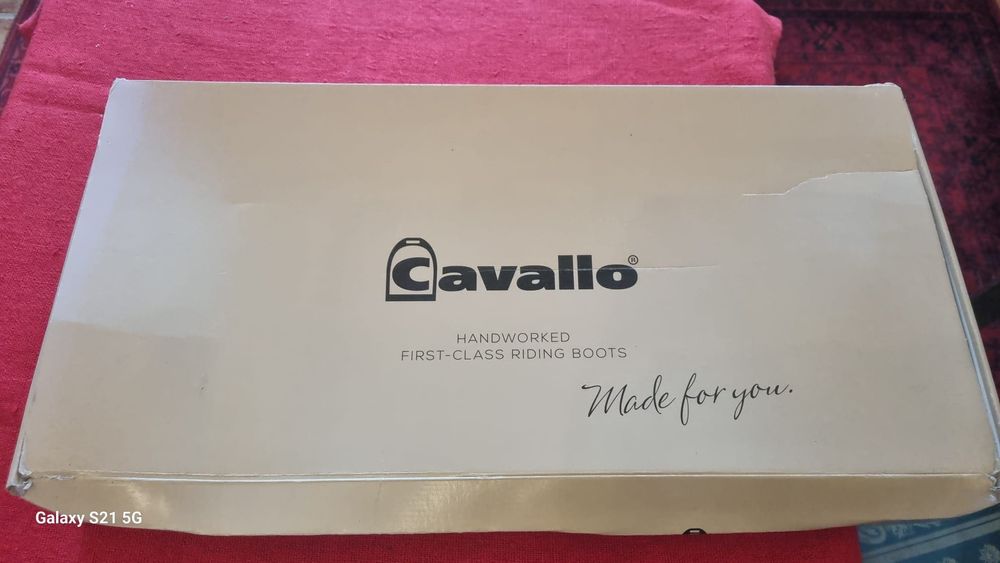 Cavallo®
HANDWORKED
FIRST-CLASS RIDING BOOTS
Made for you.
Galaxy S21 5G